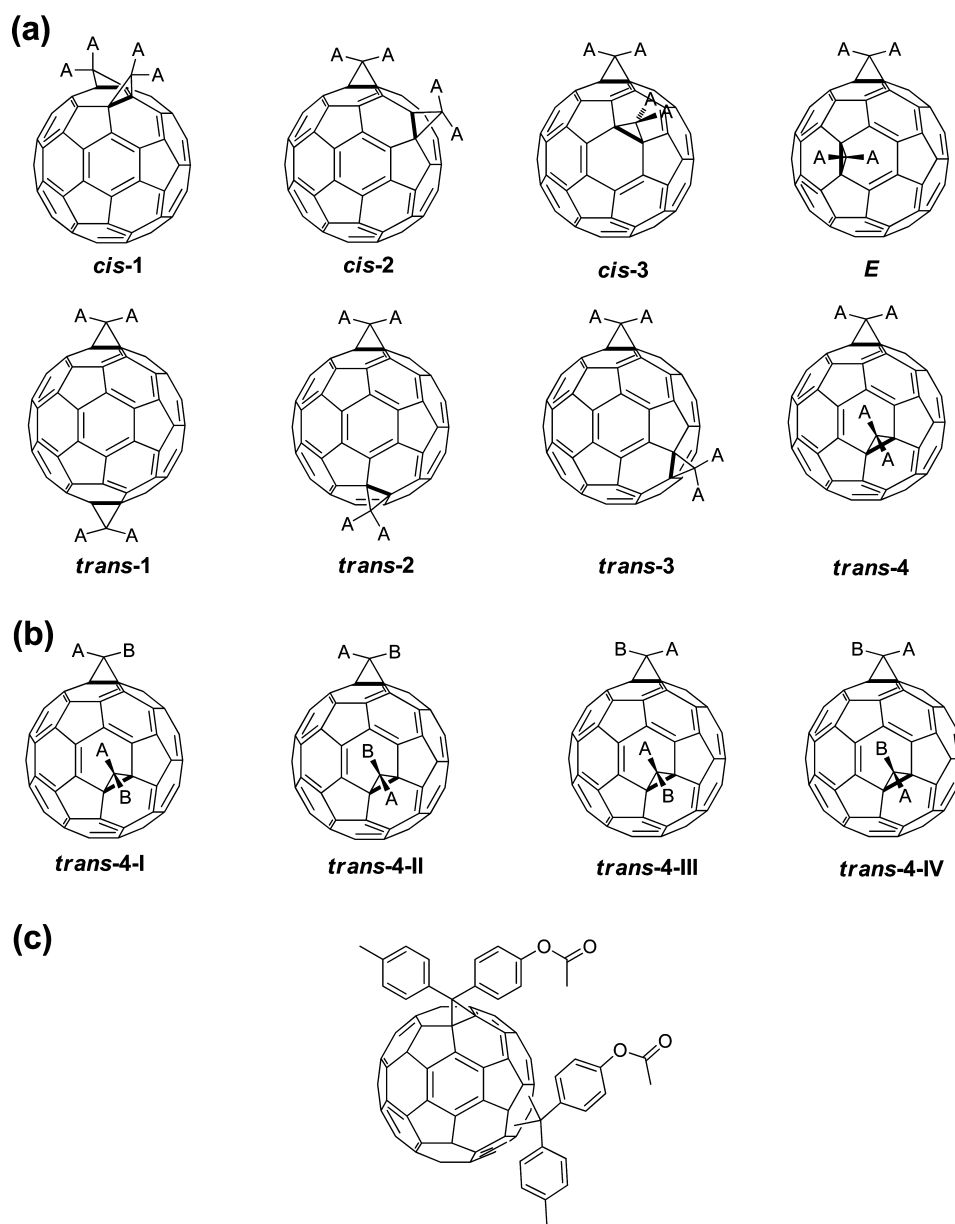 (a)
A A A A
A A A A
A A A A
A A A A
cis-1 cis-2 cis-3 E
A A A A A A A A
A A A A A A A A
trans-1 trans-2 trans-3 trans-4
(b)
A B A B B A B A
A B A B
B A B A
trans-4-I trans-4-II trans-4-III trans-4-IV
(c)
O O
O O